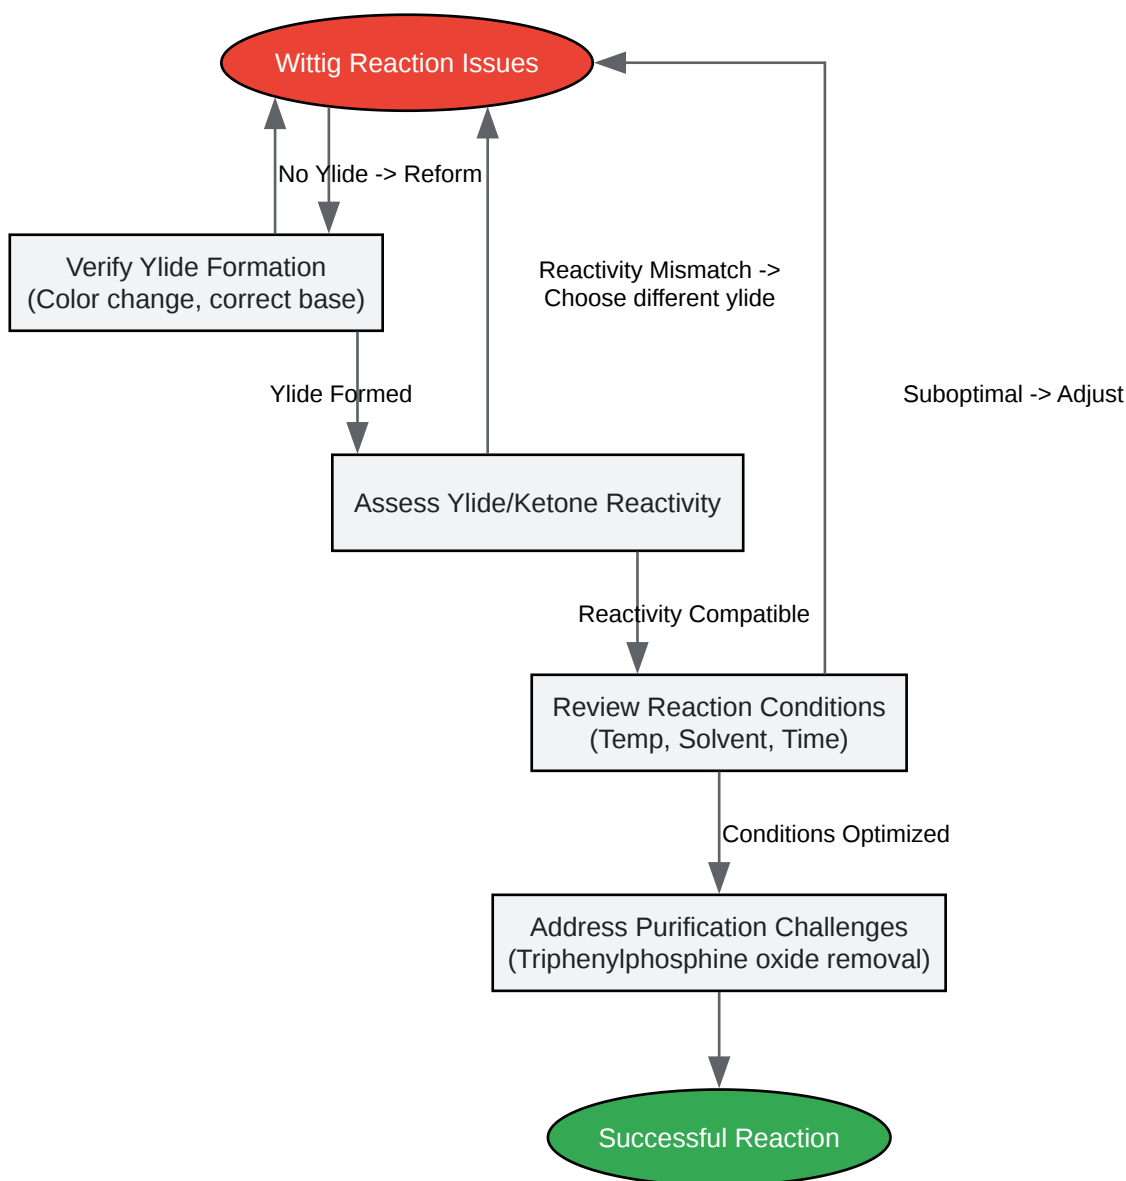 Wittig Reaction Issues
No Ylide -> Reform
Verify Ylide Formation
(Color change, correct base)
Reactivity Mismatch ->
Choose different ylide
Ylide Formed
Suboptimal -> Adjust
Assess Ylide/Ketone Reactivity
Reactivity Compatible
Review Reaction Conditions
(Temp, Solvent, Time)
Conditions Optimized
Address Purification Challenges
(Triphenylphosphine oxide removal)
Successful Reaction